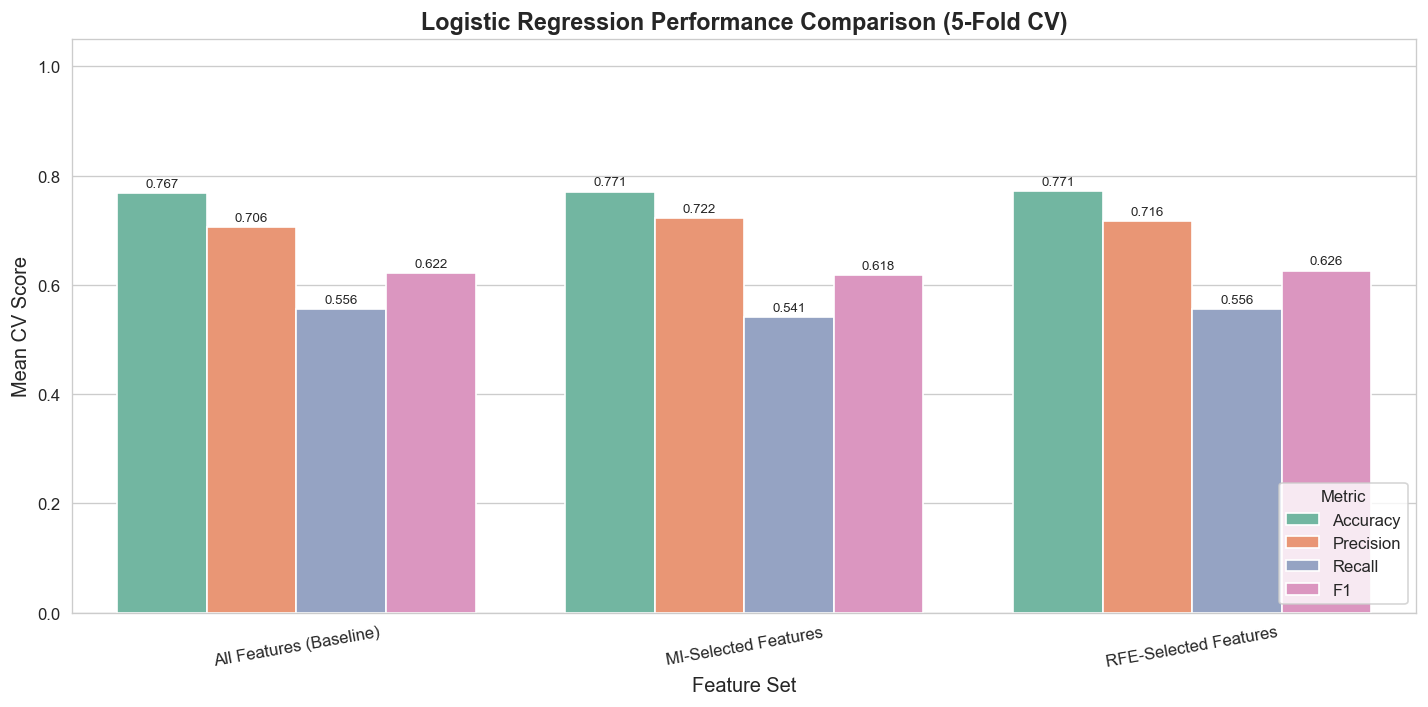 Logistic Regression Performance Comparison (5-Fold CV)
Mean CV Score
1.0
0.8
0.6
0.4
0.2
0.0
0.767
0.706
0.556
0.622
0.771
0.722
0.541
0.618
0.771
0.716
0.556
0.626
Metric
Accuracy
Precision
Recall
F1
All Features (Baseline)
MI-Selected Features
RFE-Selected Features
Feature Set